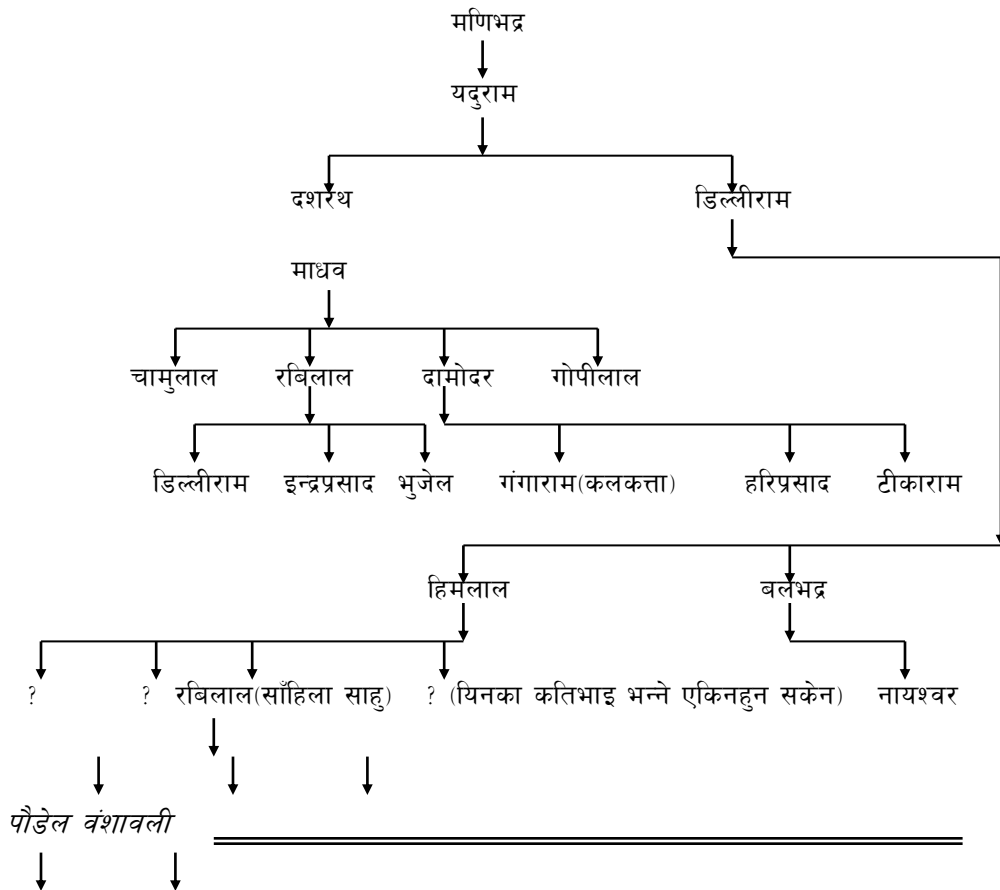 मणिभद्र
यदुराम
दशरथ डिल्लीराम
माधव
चामुलाल रबिलाल दामोदर गोपीलाल
डिल्लीराम इन्द्रप्रसाद भुजेल गंगाराम(कलकत्ता) हरिप्रसाद टीकाराम
हिमलाल बलभद्र
? ? रबिलाल(साँहिला साहु) ? (यिनका कतिभाइ भन्ने एकिनहुन सकेन) नायश्वर
पौडेल वंशावली